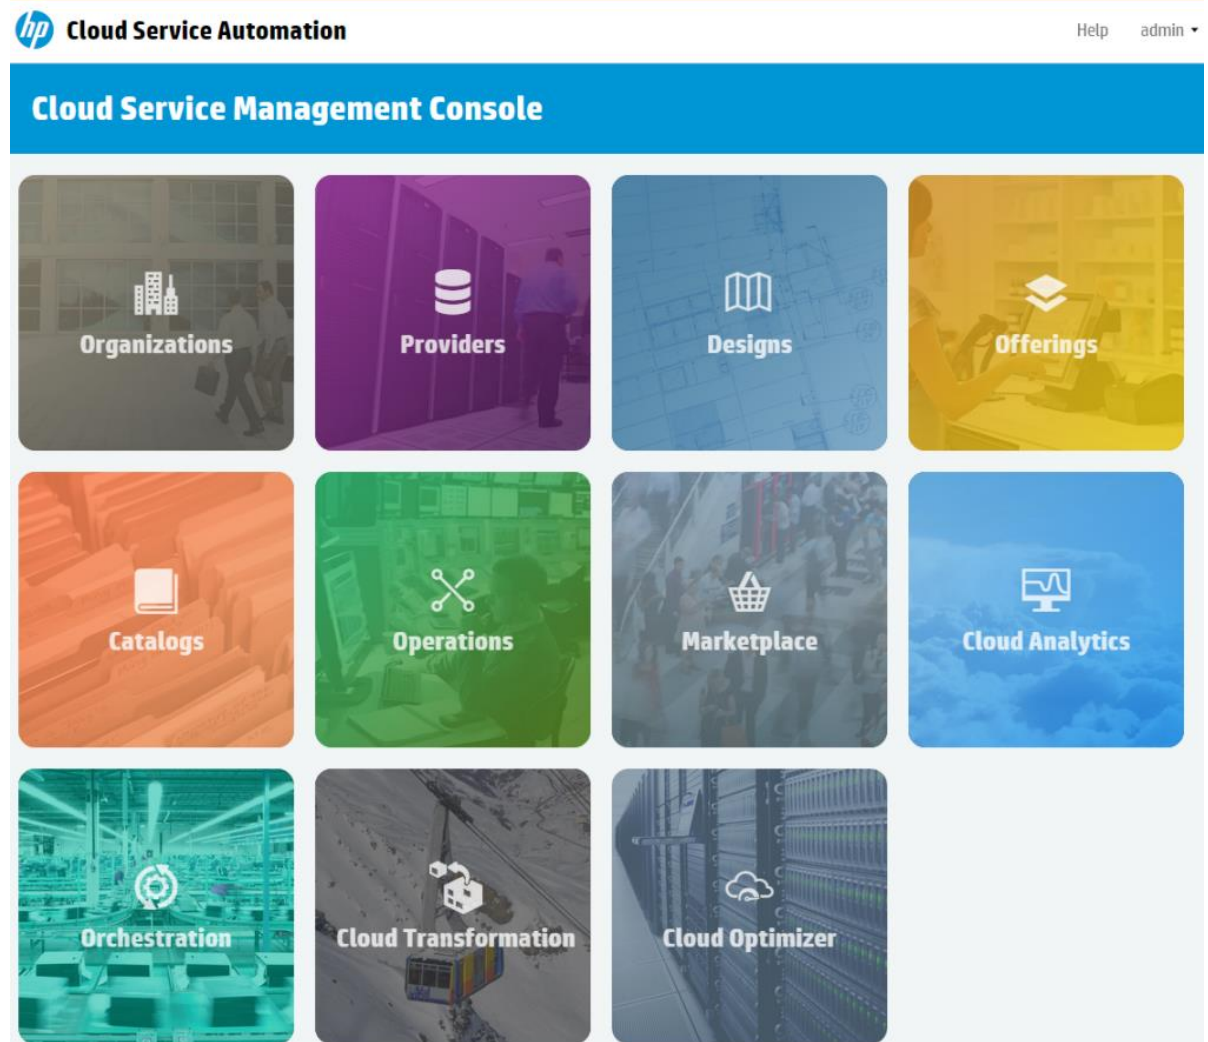 hp Cloud Service Automation Help admin
Cloud Service Management Console
Organizations Providers Designs Offerings
Catalogs Operations Marketplace Cloud Analytics
Orchestration Cloud Transformation Cloud Optimizer